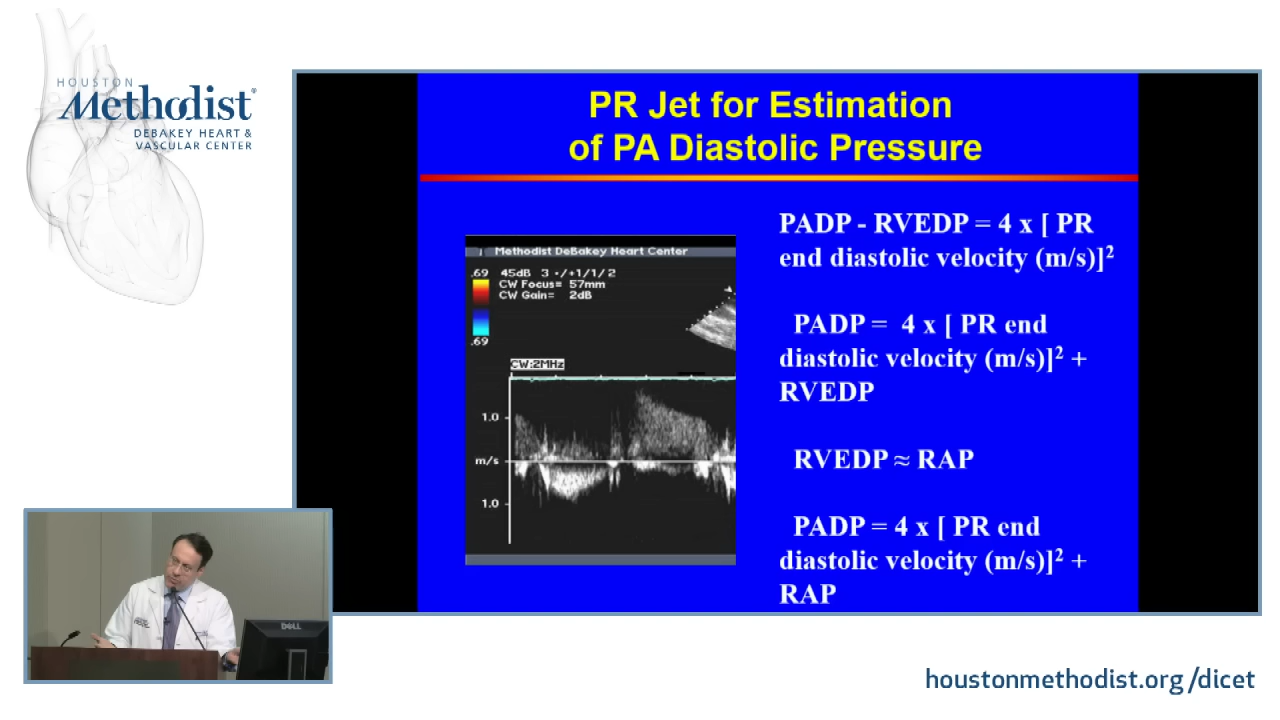 HOUSTON
Methodist®
DEBAKEY HEART &
VASCULAR CENTER
PR Jet for Estimation
of PA Diastolic Pressure
Methodist DeBakey Heart Center
.69 45dB 3 •/+1/1/2
CW Focus= 57mm
CW Gain= 2dB
.69
CW:2MHz
1.0
m/s
1.0
PADP - RVEDP = 4 x [ PR
end diastolic velocity (m/s)]²
PADP = 4 x [ PR end
diastolic velocity (m/s)]² +
RVEDP
RVEDP ≈ RAP
PADP = 4 x [ PR end
diastolic velocity (m/s)]² +
RAP
DELL
houstonmethodist.org/dicet